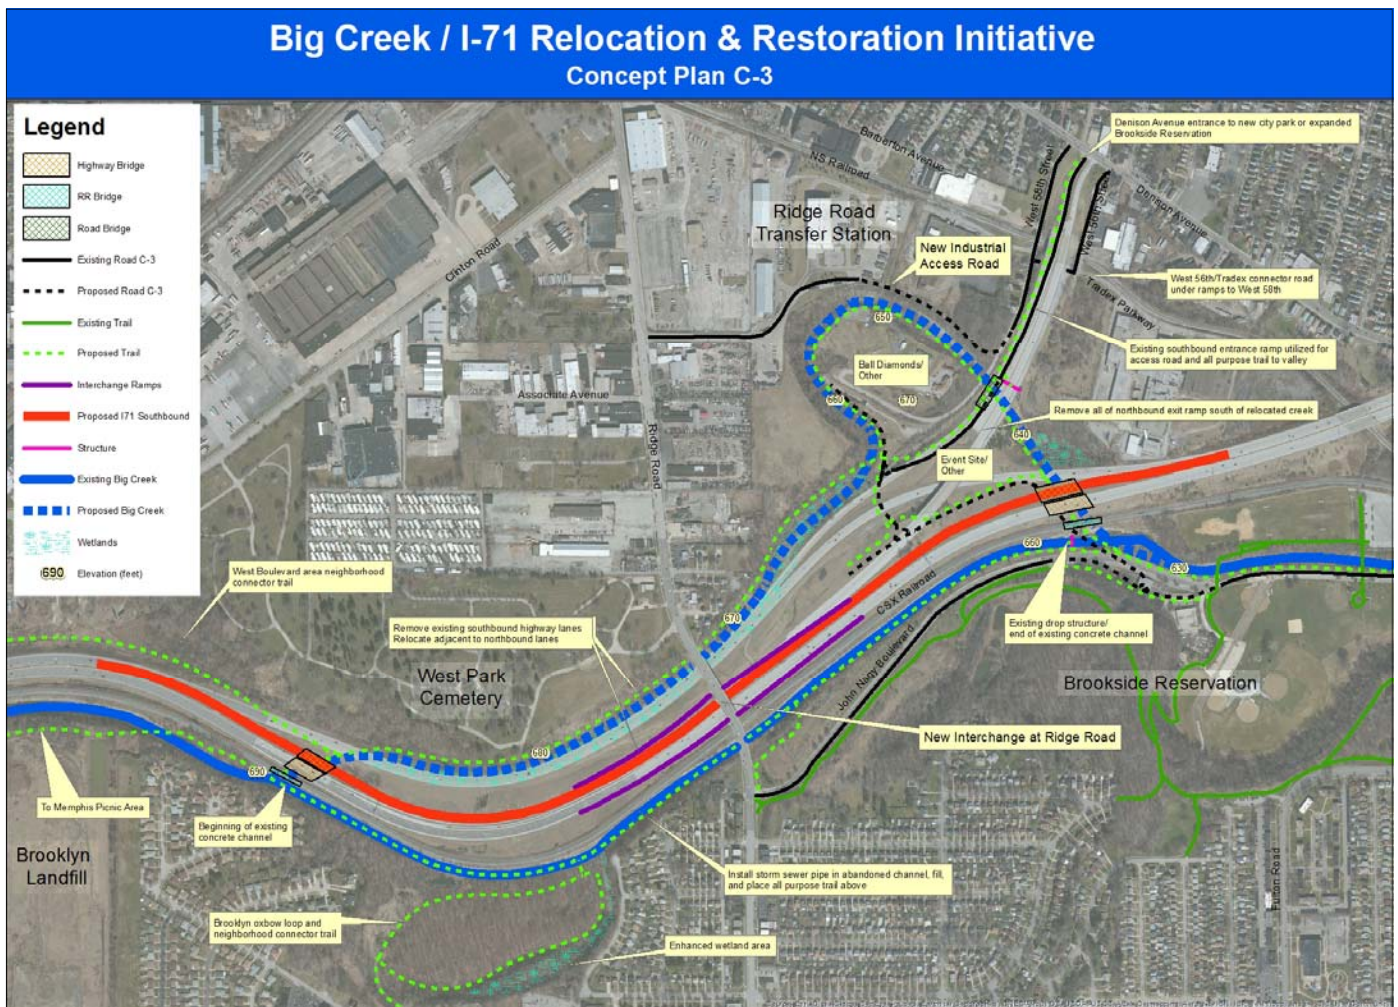 Big Creek / I-71 Relocation & Restoration Initiative
Concept Plan C-3
Legend
Highway Bridge
RR Bridge
Road Bridge
Existing Road C-3
Proposed Road C-3
Existing Trail
Proposed Trail
Interchange Ramps
Proposed I71 Southbound
Structure
Existing Big Creek
Proposed Big Creek
Wetlands
690 Elevation (feet)
Denison Avenue entrance to new city park or expanded
Brookside Reservation
Barberton Avenue
NS Railroad
West 58th Street
West 56th Street
Denison Avenue
Ridge Road
Transfer Station
New Industrial
Access Road
Clinton Road
West 56th/Tradex connector road
under ramps to West 58th
Tradex Parkway
650
Existing southbound entrance ramp utilized for
access road and all purpose trail to valley
Ball Diamonds/
Other
Associate Avenue
660
670
Remove all of northbound exit ramp south of relocated creek
640
Ridge Road
Event Site/
Other
660
630
West Boulevard area neighborhood
connector trail
CSX Railroad
Remove existing southbound highway lanes
Relocate adjacent to northbound lanes
670
Existing drop structure/
end of existing concrete channel
John Nagy Boulevard
West Park
Cemetery
Brookside Reservation
New Interchange at Ridge Road
680
690
To Memphis Picnic Area
Beginning of existing
concrete channel
Brooklyn
Landfill
Install storm sewer pipe in abandoned channel, fill,
and place all purpose trail above
Fulton Road
Brooklyn oxbow loop and
neighborhood connector trail
Enhanced wetland area